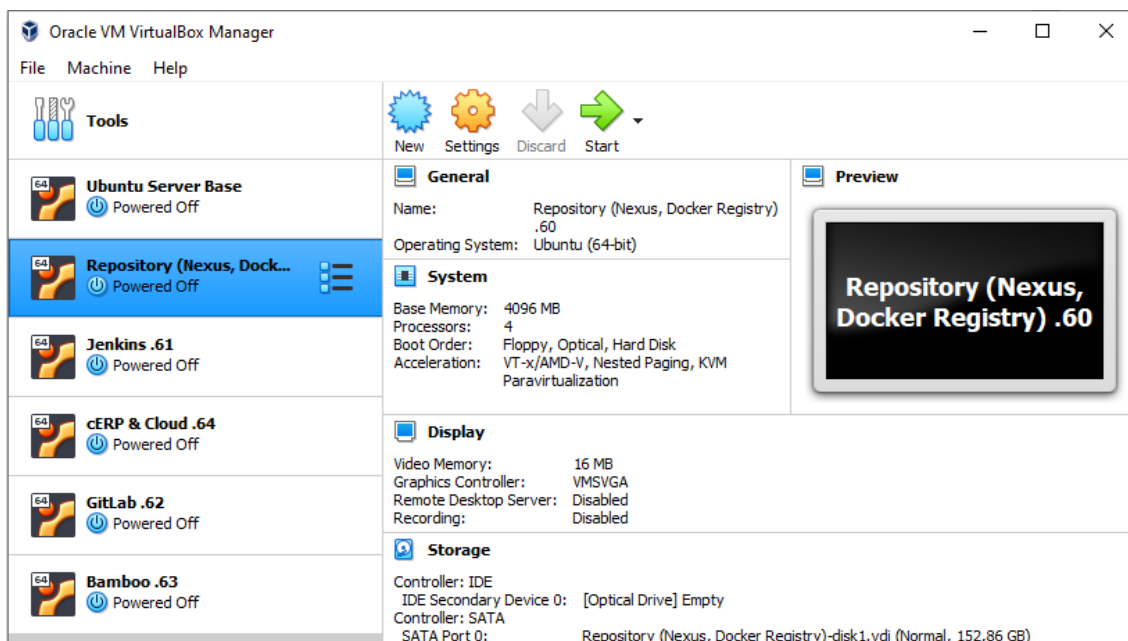 Oracle VM VirtualBox Manager
File Machine Help
Tools
64
Ubuntu Server Base
Powered Off
64
Repository (Nexus, Dock...
Powered Off
64
Jenkins .61
Powered Off
64
cERP & Cloud .64
Powered Off
64
GitLab .62
Powered Off
64
Bamboo .63
Powered Off
New Settings Discard Start
General
Name: Repository (Nexus, Docker Registry)
.60
Operating System: Ubuntu (64-bit)
System
Base Memory: 4096 MB
Processors: 4
Boot Order: Floppy, Optical, Hard Disk
Acceleration: VT-x/AMD-V, Nested Paging, KVM
Paravirtualization
Preview
Repository (Nexus,
Docker Registry) .60
Display
Video Memory: 16 MB
Graphics Controller: VMSVGA
Remote Desktop Server: Disabled
Recording: Disabled
Storage
Controller: IDE
IDE Secondary Device 0: [Optical Drive] Empty
Controller: SATA
SATA Port 0: Repository (Nexus, Docker Registry)-disk1.vdi (Normal, 152,86 GB)